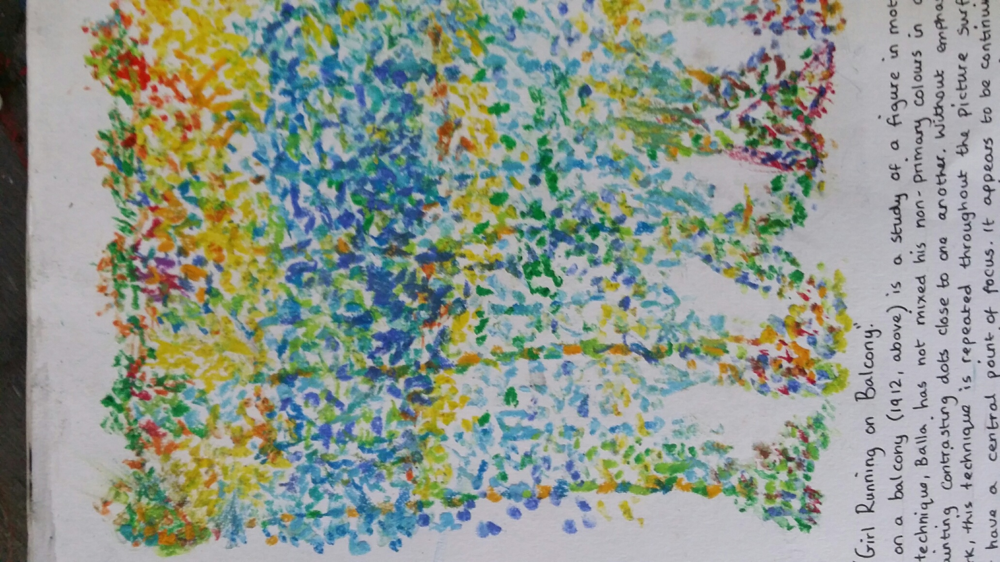 "Girl Running on Balcony."
on a balcony (1912, above) is a study of a figure in mot
technique, Balla has not mixed his non-primary colours in a
unting contrasting dots close to one another. Without emphas
rk, this technique is repeated throughout the picture surf
have a central point of focus. It appears to be continu